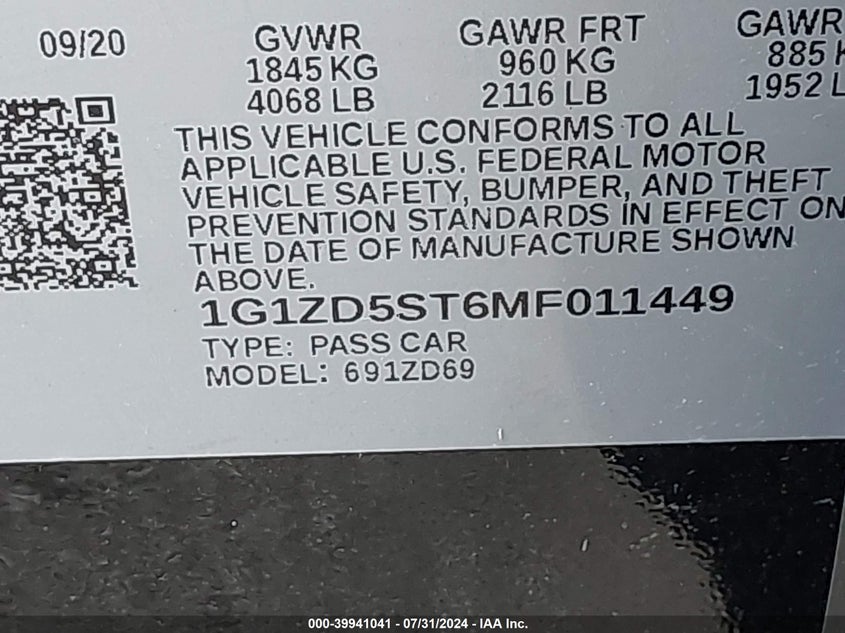 09/20 GVWR GAWR FRT GAWR
1845 KG 960 KG 885
4068 LB 2116 LB 1952
THIS VEHICLE CONFORMS TO ALL
APPLICABLE U.S. FEDERAL MOTOR
VEHICLE SAFETY, BUMPER, AND THEFT
PREVENTION STANDARDS IN EFFECT ON
THE DATE OF MANUFACTURE SHOWN
ABOVE.
1G1ZD5ST6MF011449
TYPE: PASS CAR
MODEL: 691ZD69
000-39941041 - 07/31/2024 - IAA Inc.